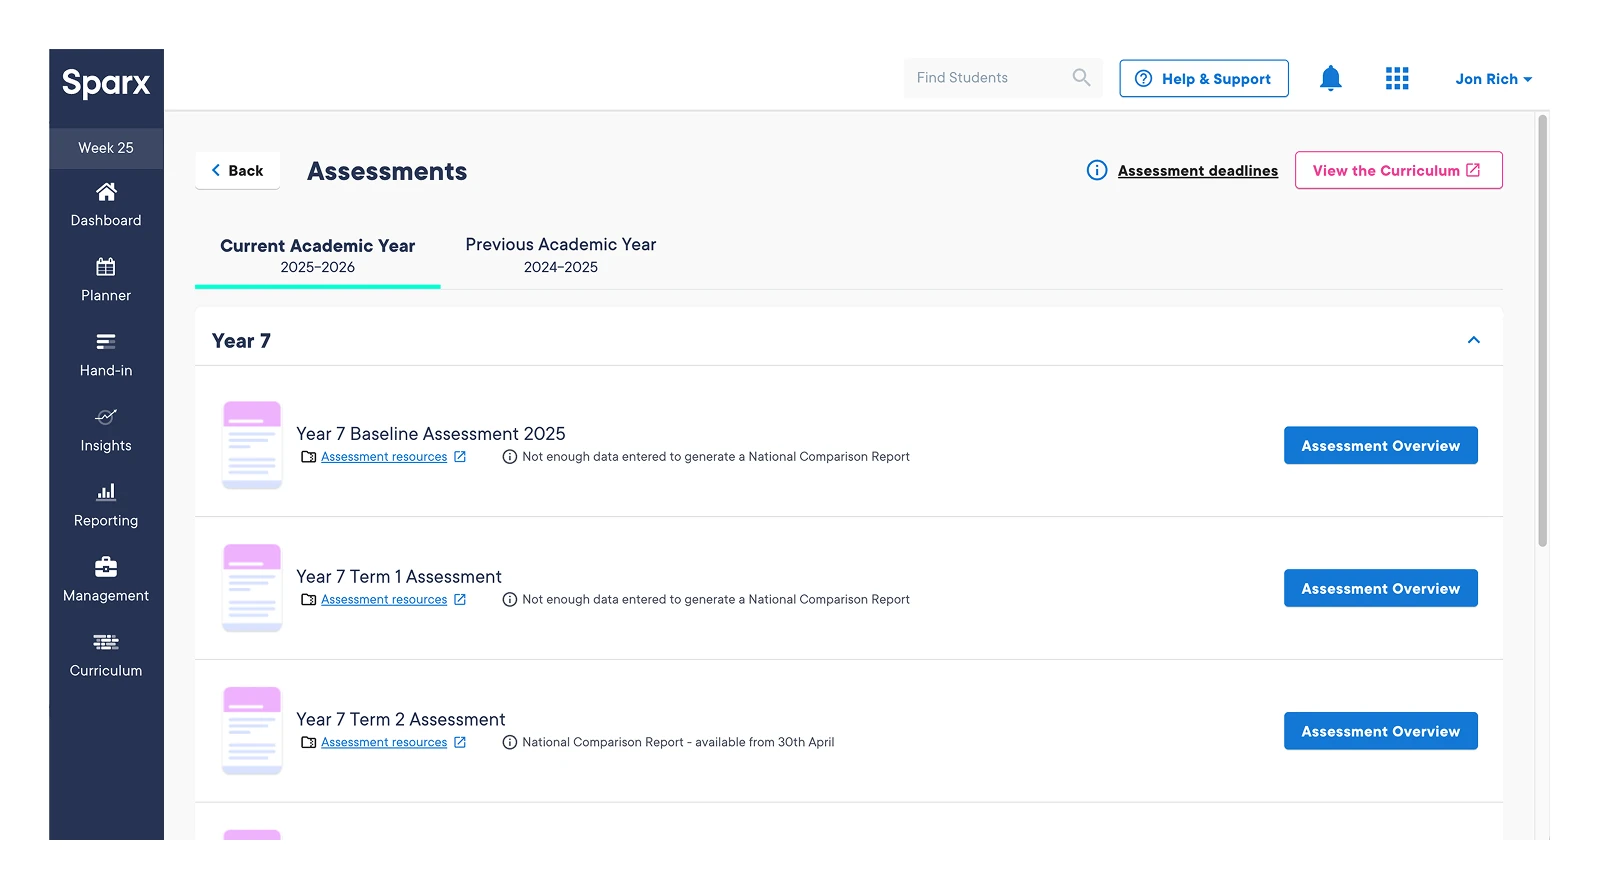 Sparx
Find Students
Help & Support
Jon Rich
Week 25
Dashboard
Planner
Hand-in
Insights
Reporting
Management
Curriculum
Back
Assessments
Assessment deadlines
View the Curriculum
Current Academic Year
2025–2026
Previous Academic Year
2024–2025
Year 7
Year 7 Baseline Assessment 2025
Assessment resources
Not enough data entered to generate a National Comparison Report
Assessment Overview
Year 7 Term 1 Assessment
Assessment resources
Not enough data entered to generate a National Comparison Report
Assessment Overview
Year 7 Term 2 Assessment
Assessment resources
National Comparison Report - available from 30th April
Assessment Overview